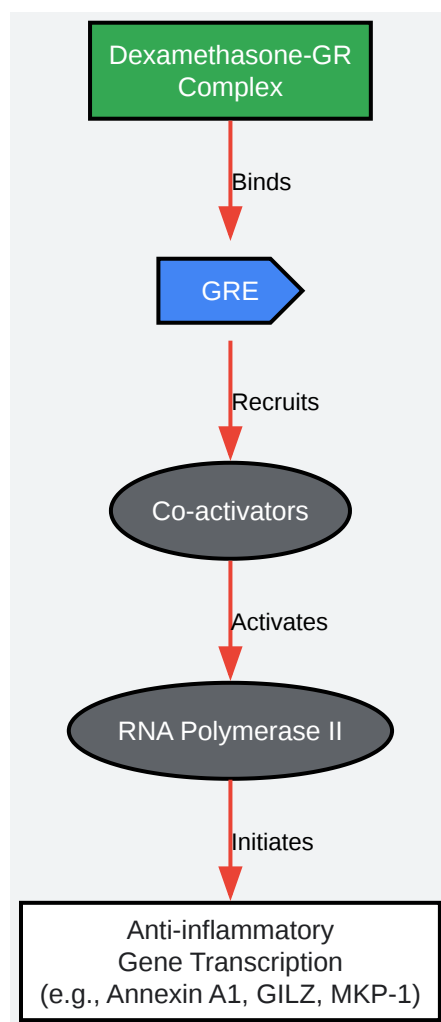 Dexamethasone-GR
Complex
Binds
GRE
Recruits
Co-activators
Activates
RNA Polymerase II
Initiates
Anti-inflammatory
Gene Transcription
(e.g., Annexin A1, GILZ, MKP-1)